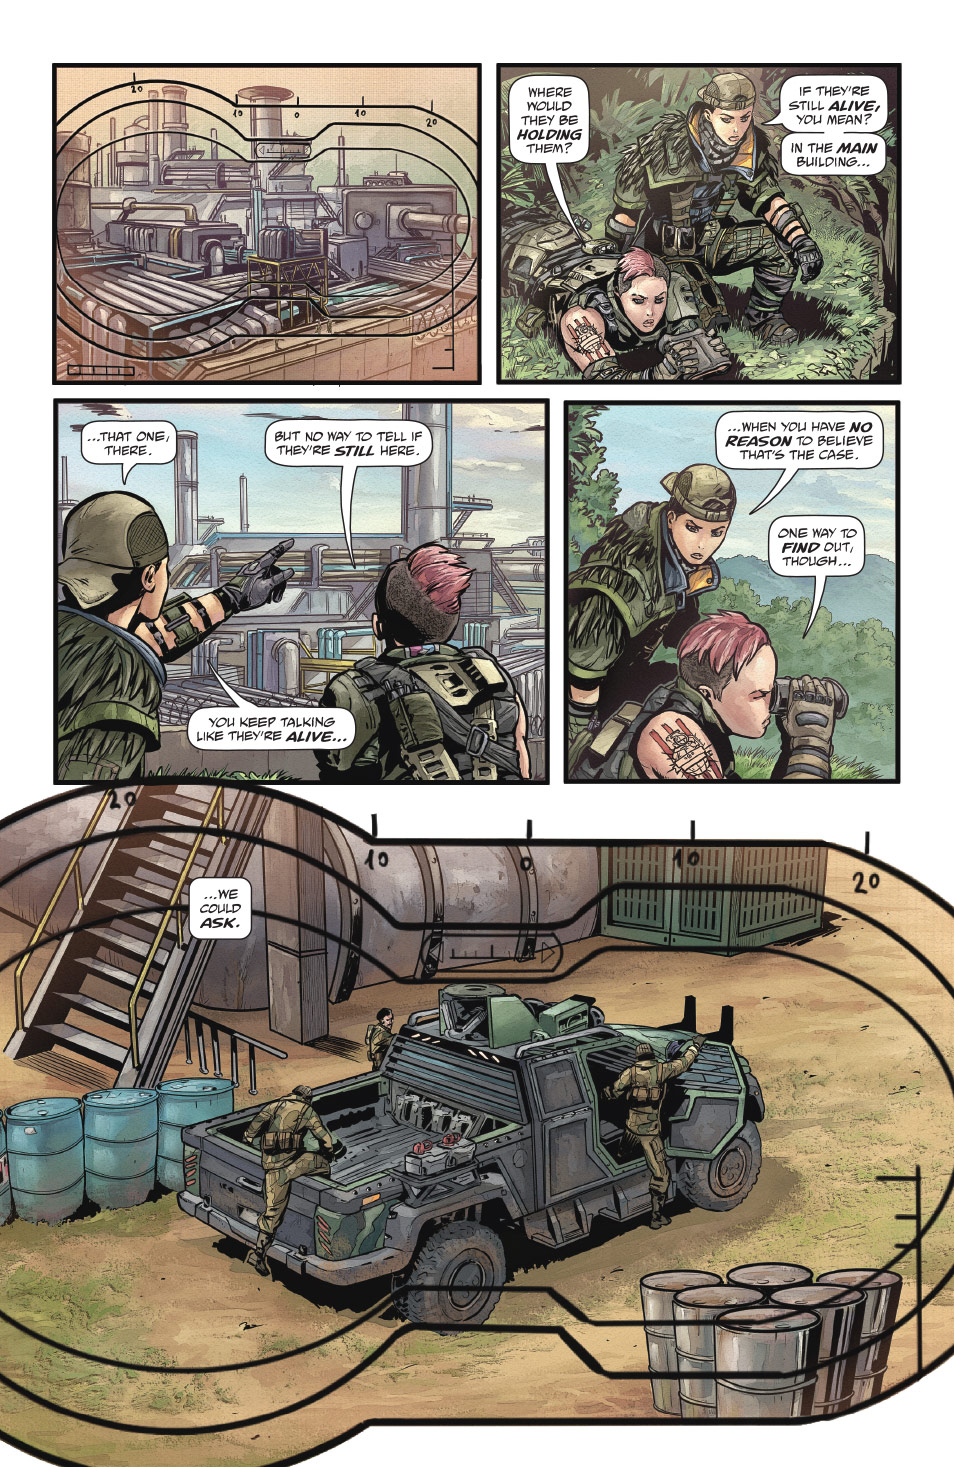 20
10
0
10
20
WHERE
WOULD
THEY BE
HOLDING
THEM?
IF THEY'RE
STILL ALIVE,
YOU MEAN?
IN THE MAIN
BUILDING...
...THAT ONE,
THERE.
BUT NO WAY TO TELL IF
THEY'RE STILL HERE.
YOU KEEP TALKING
LIKE THEY'RE ALIVE...
...WHEN YOU HAVE NO
REASON TO BELIEVE
THAT'S THE CASE.
ONE WAY TO
FIND OUT,
THOUGH...
20
10
0
10
20
...WE
COULD
ASK.